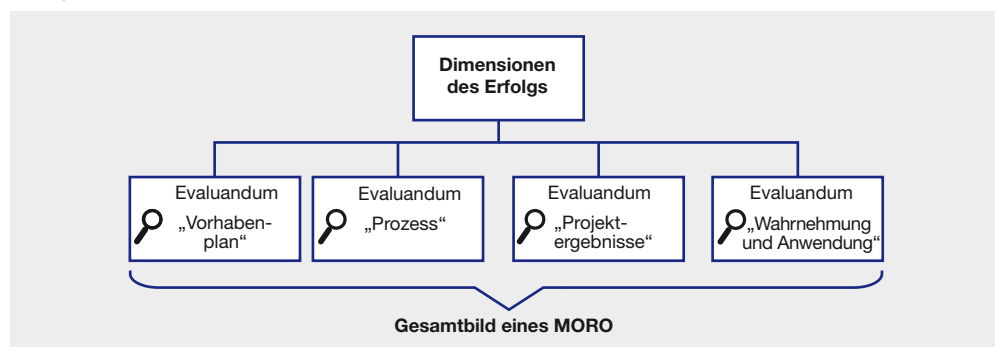 Dimensionen
des Erfolgs
Evaluandum
„Vorhaben-
plan“
Evaluandum
„Prozess“
Evaluandum
„Projekt-
ergebnisse“
Evaluandum
„Wahrnehmung
und Anwendung“
Gesamtbild eines MORO